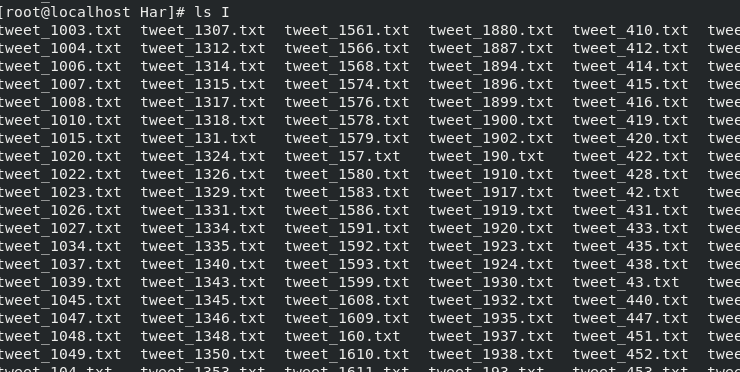 [root@localhost Har]# ls I
tweet_1003.txt tweet_1307.txt tweet_1561.txt tweet_1880.txt tweet_410.txt twee
tweet_1004.txt tweet_1312.txt tweet_1566.txt tweet_1887.txt tweet_412.txt twee
tweet_1006.txt tweet_1314.txt tweet_1568.txt tweet_1894.txt tweet_414.txt twee
tweet_1007.txt tweet_1315.txt tweet_1574.txt tweet_1896.txt tweet_415.txt twee
tweet_1008.txt tweet_1317.txt tweet_1576.txt tweet_1899.txt tweet_416.txt twee
tweet_1010.txt tweet_1318.txt tweet_1578.txt tweet_1900.txt tweet_419.txt twee
tweet_1015.txt tweet_131.txt tweet_1579.txt tweet_1902.txt tweet_420.txt twee
tweet_1020.txt tweet_1324.txt tweet_157.txt tweet_190.txt tweet_422.txt twee
tweet_1022.txt tweet_1326.txt tweet_1580.txt tweet_1910.txt tweet_428.txt twee
tweet_1023.txt tweet_1329.txt tweet_1583.txt tweet_1917.txt tweet_42.txt twee
tweet_1026.txt tweet_1331.txt tweet_1586.txt tweet_1919.txt tweet_431.txt twee
tweet_1027.txt tweet_1334.txt tweet_1591.txt tweet_1920.txt tweet_433.txt twee
tweet_1034.txt tweet_1335.txt tweet_1592.txt tweet_1923.txt tweet_435.txt twee
tweet_1037.txt tweet_1340.txt tweet_1593.txt tweet_1924.txt tweet_438.txt twee
tweet_1039.txt tweet_1343.txt tweet_1599.txt tweet_1930.txt tweet_43.txt twee
tweet_1045.txt tweet_1345.txt tweet_1608.txt tweet_1932.txt tweet_440.txt twee
tweet_1047.txt tweet_1346.txt tweet_1609.txt tweet_1935.txt tweet_447.txt twee
tweet_1048.txt tweet_1348.txt tweet_160.txt tweet_1937.txt tweet_451.txt twee
tweet_1049.txt tweet_1350.txt tweet_1610.txt tweet_1938.txt tweet_452.txt twee
tweet_104.txt tweet_1353.txt tweet_1611.txt tweet_193.txt tweet_453.txt twee